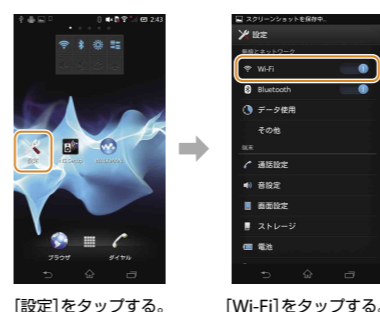 2:43
設定
ブラウザ
ダイヤル
[設定]をタップする。
スクリーンショットを保存中..
設定
無線とネットワーク
Wi-Fi
Bluetooth
データ使用
その他
端末
通話設定
音設定
画面設定
ストレージ
電池
[Wi-Fi]をタップする。